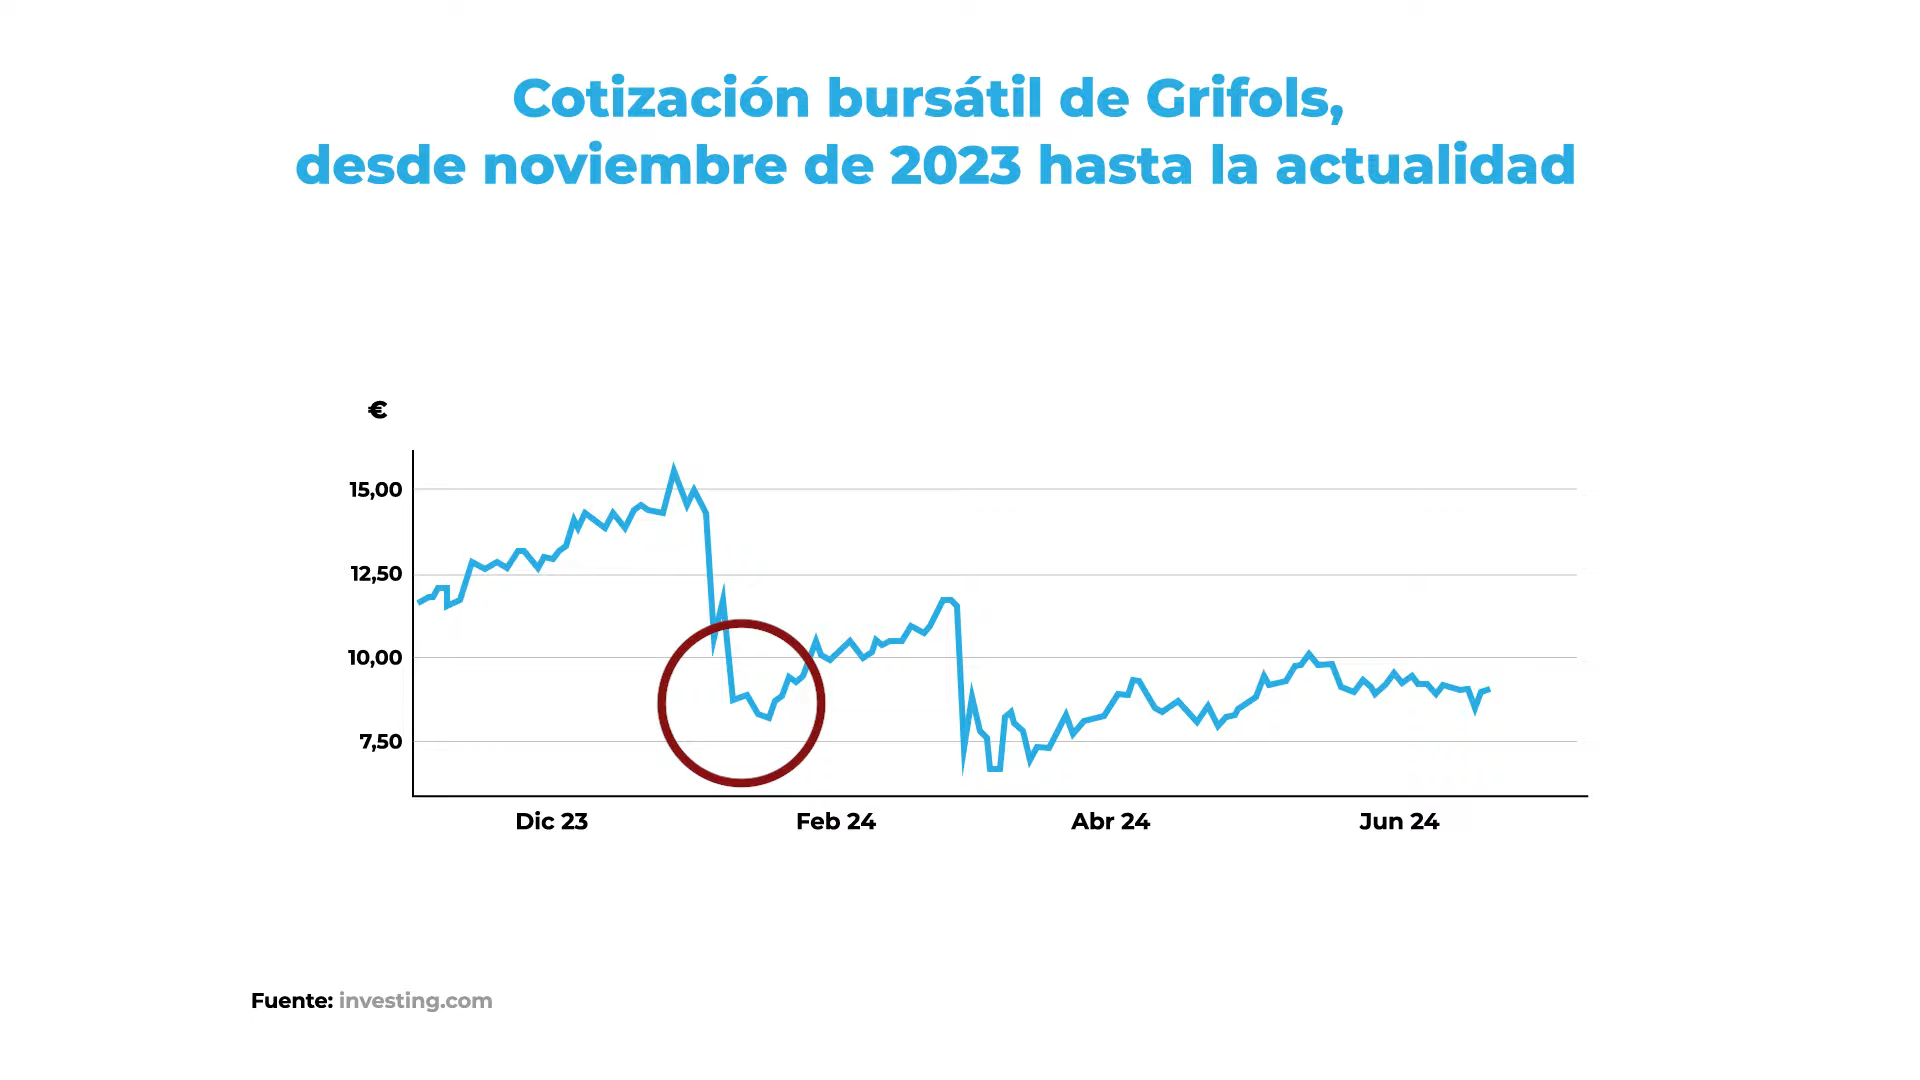 Cotización bursátil de Grifols,
desde noviembre de 2023 hasta la actualidad
€
15,00
12,50
10,00
7,50
Dic 23
Feb 24
Abr 24
Jun 24
Fuente: investing.com